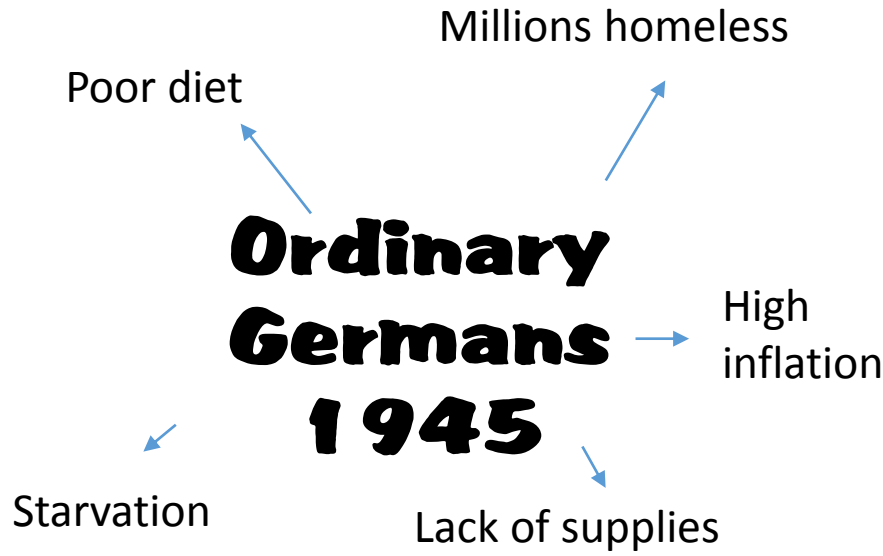 Millions homeless
Poor diet
Ordinary
Germans
1945
High
inflation
Starvation
Lack of supplies